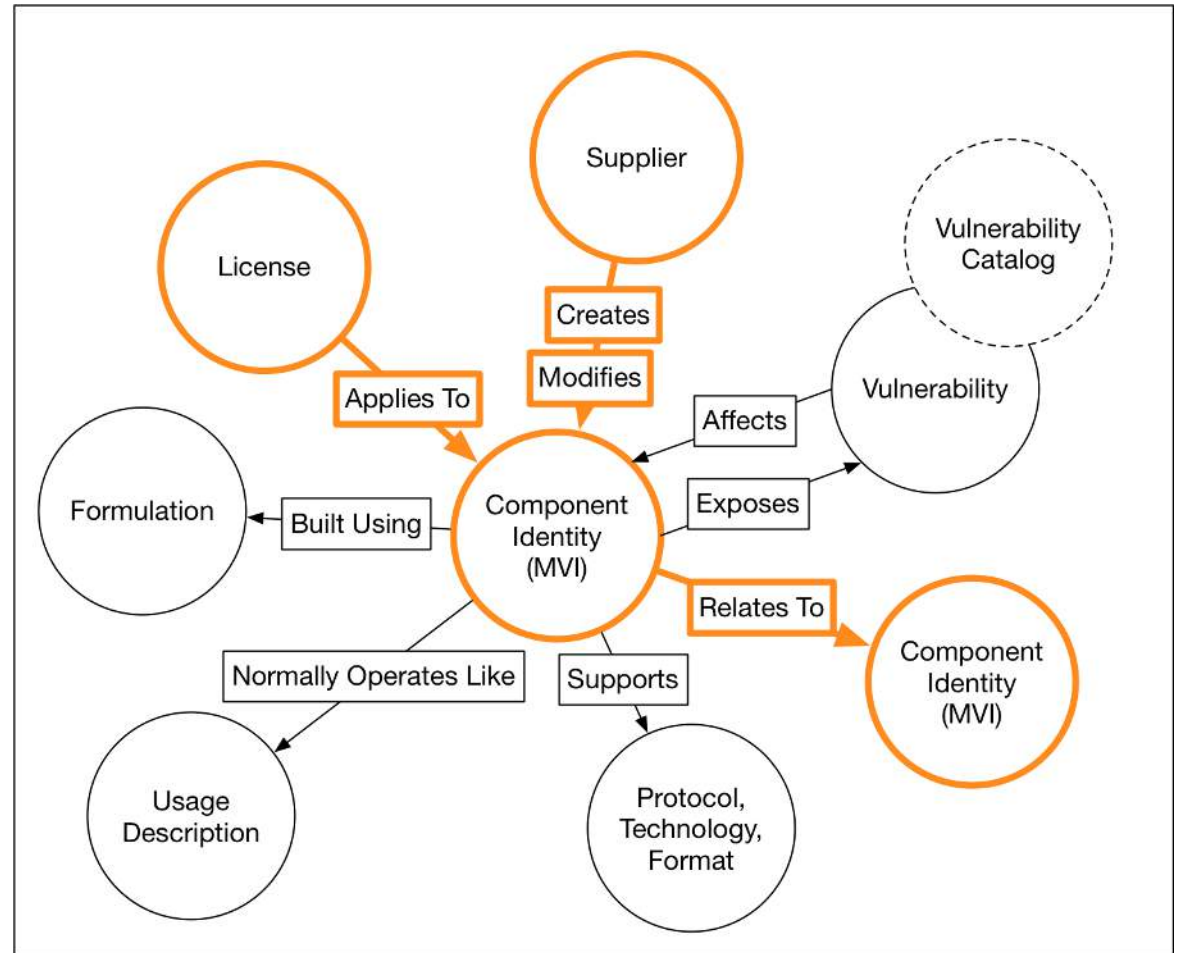 Supplier
Vulnerability
Catalog
License
Creates
Modifies
Applies To
Affects
Vulnerability
Formulation
Built Using
Component
Identity
(MVI)
Exposes
Relates To
Component
Identity
(MVI)
Normally Operates Like
Supports
Usage
Description
Protocol,
Technology,
Format